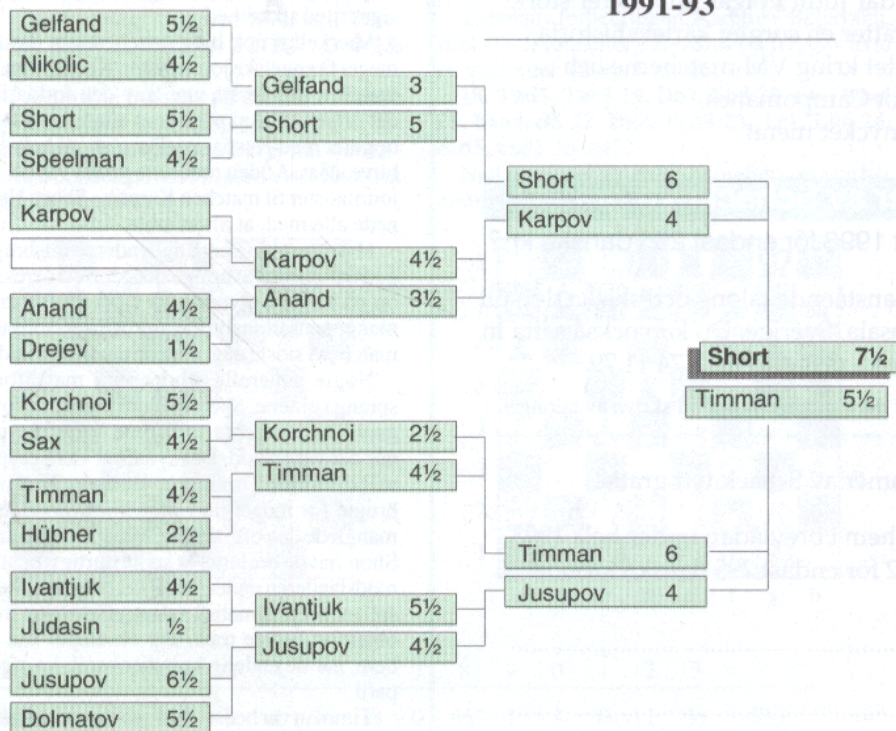 1991-93
Gelfand 5½
Nikolic 4½
Short 5½
Speelman 4½
Karpov
Anand 4½
Drejev 1½
Korchnoi 5½
Sax 4½
Timman 4½
Hübner 2½
Ivantjuk 4½
Judasin ½
Jusupov 6½
Dolmatov 5½
Gelfand 3
Short 5
Karpov 4½
Anand 3½
Korchnoi 2½
Timman 4½
Ivantjuk 5½
Jusupov 4½
Short 6
Karpov 4
Timman 6
Jusupov 4
Short 7½
Timman 5½